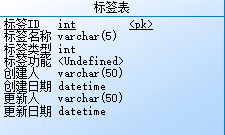 标签表
标签ID int <pk>
标签名称 varchar(5)
标签类型 int
标签功能 <Undefined>
创建人 varchar(50)
创建日期 datetime
更新人 varchar(50)
更新日期 datetime